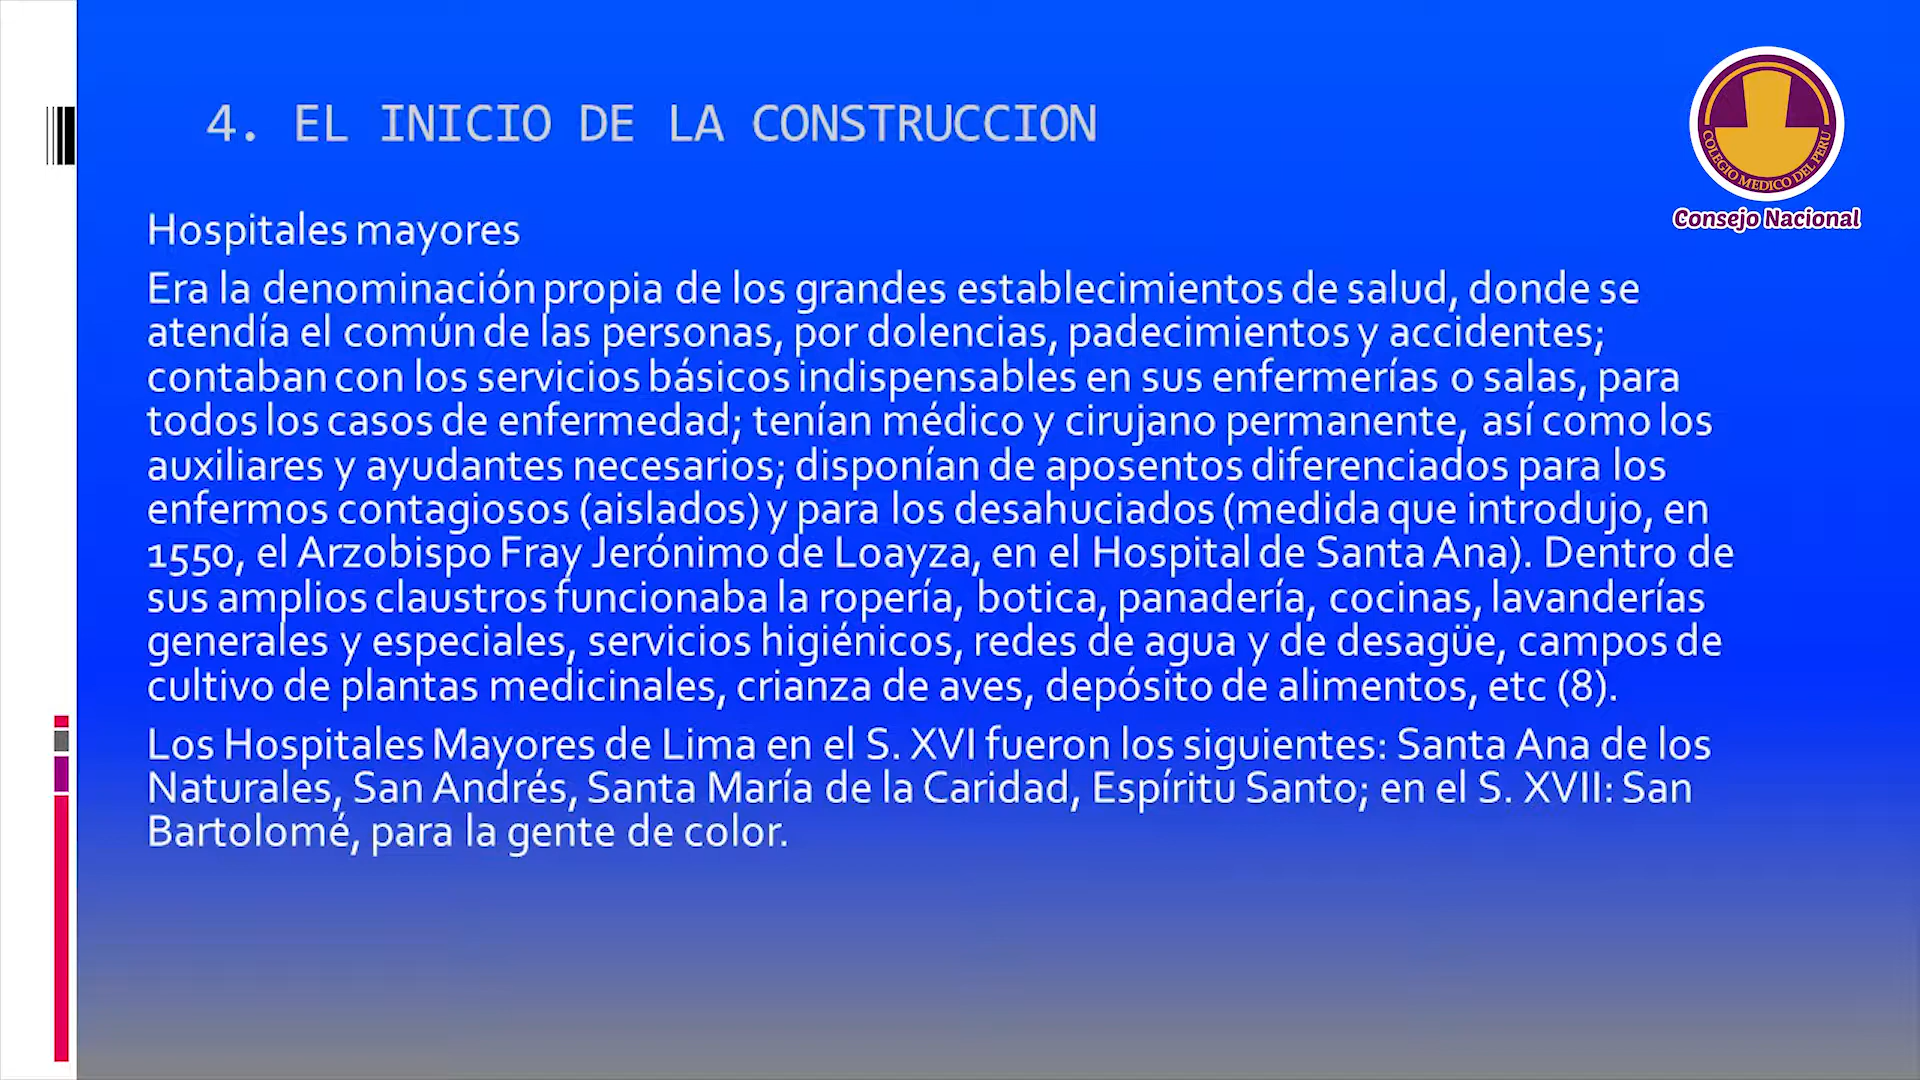 4. EL INICIO DE LA CONSTRUCCION
COLEGIO MEDICO DEL PERU
Consejo Nacional
Hospitales mayores
Era la denominación propia de los grandes establecimientos de salud, donde se
atendía el común de las personas, por dolencias, padecimientos y accidentes;
contaban con los servicios básicos indispensables en sus enfermerías o salas, para
todos los casos de enfermedad; tenían médico y cirujano permanente, así como los
auxiliares y ayudantes necesarios; disponían de aposentos diferenciados para los
enfermos contagiosos (aislados) y para los desahuciados (medida que introdujo, en
1550, el Arzobispo Fray Jerónimo de Loayza, en el Hospital de Santa Ana). Dentro de
sus amplios claustros funcionaba la ropería, botica, panadería, cocinas, lavanderías
generales y especiales, servicios higiénicos, redes de agua y de desagüe, campos de
cultivo de plantas medicinales, crianza de aves, depósito de alimentos, etc (8).
Los Hospitales Mayores de Lima en el S. XVI fueron los siguientes: Santa Ana de los
Naturales, San Andrés, Santa María de la Caridad, Espíritu Santo; en el S. XVII: San
Bartolomé, para la gente de color.